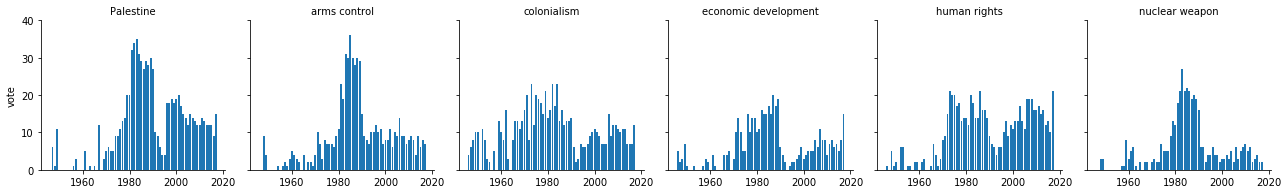 Palestine
arms control
colonialism
economic development
human rights
nuclear weapon
vote
40
30
20
10
0
1960 1980 2000 2020
1960 1980 2000 2020
1960 1980 2000 2020
1960 1980 2000 2020
1960 1980 2000 2020
1960 1980 2000 2020